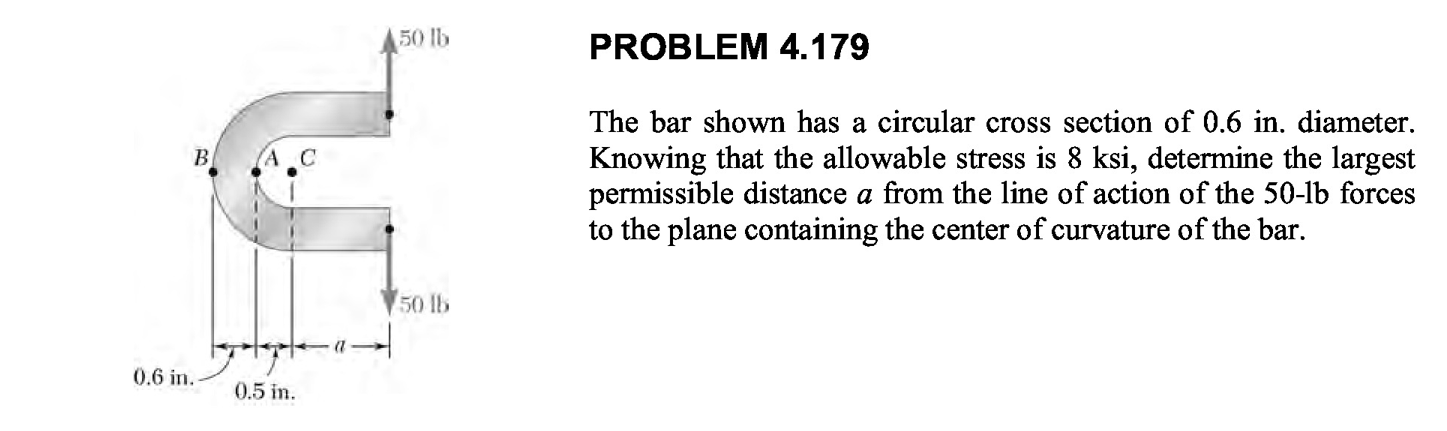 50 lb
PROBLEM 4.179
The bar shown has a circular cross section of 0.6 in. diameter.
Knowing that the allowable stress is 8 ksi, determine the largest
permissible distance a from the line of action of the 50-lb forces
to the plane containing the center of curvature of the bar.
B A C
50 lb
a
0.6 in.
0.5 in.